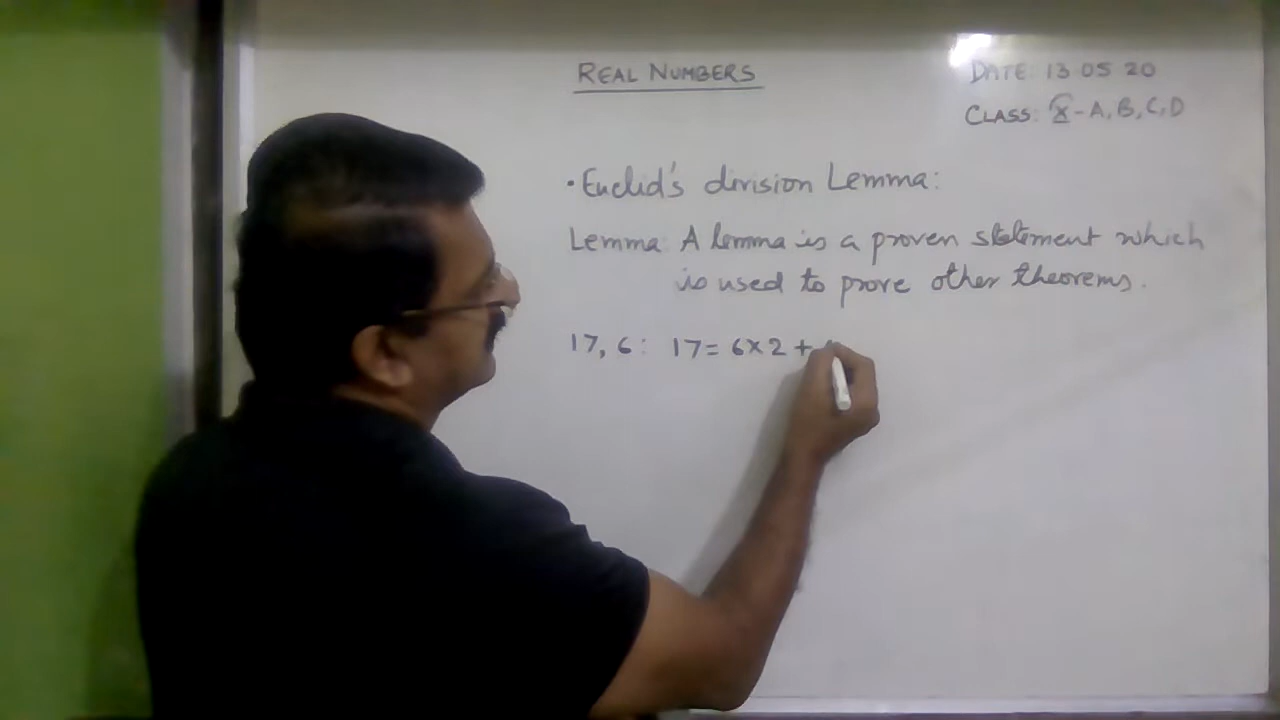 REAL NUMBERS
DATE: 13 05 20
CLASS: X - A, B, C, D
• Euclid's division Lemma:
Lemma: A lemma is a proven statement which
is used to prove other theorems.
17, 6: 17 = 6 × 2 +